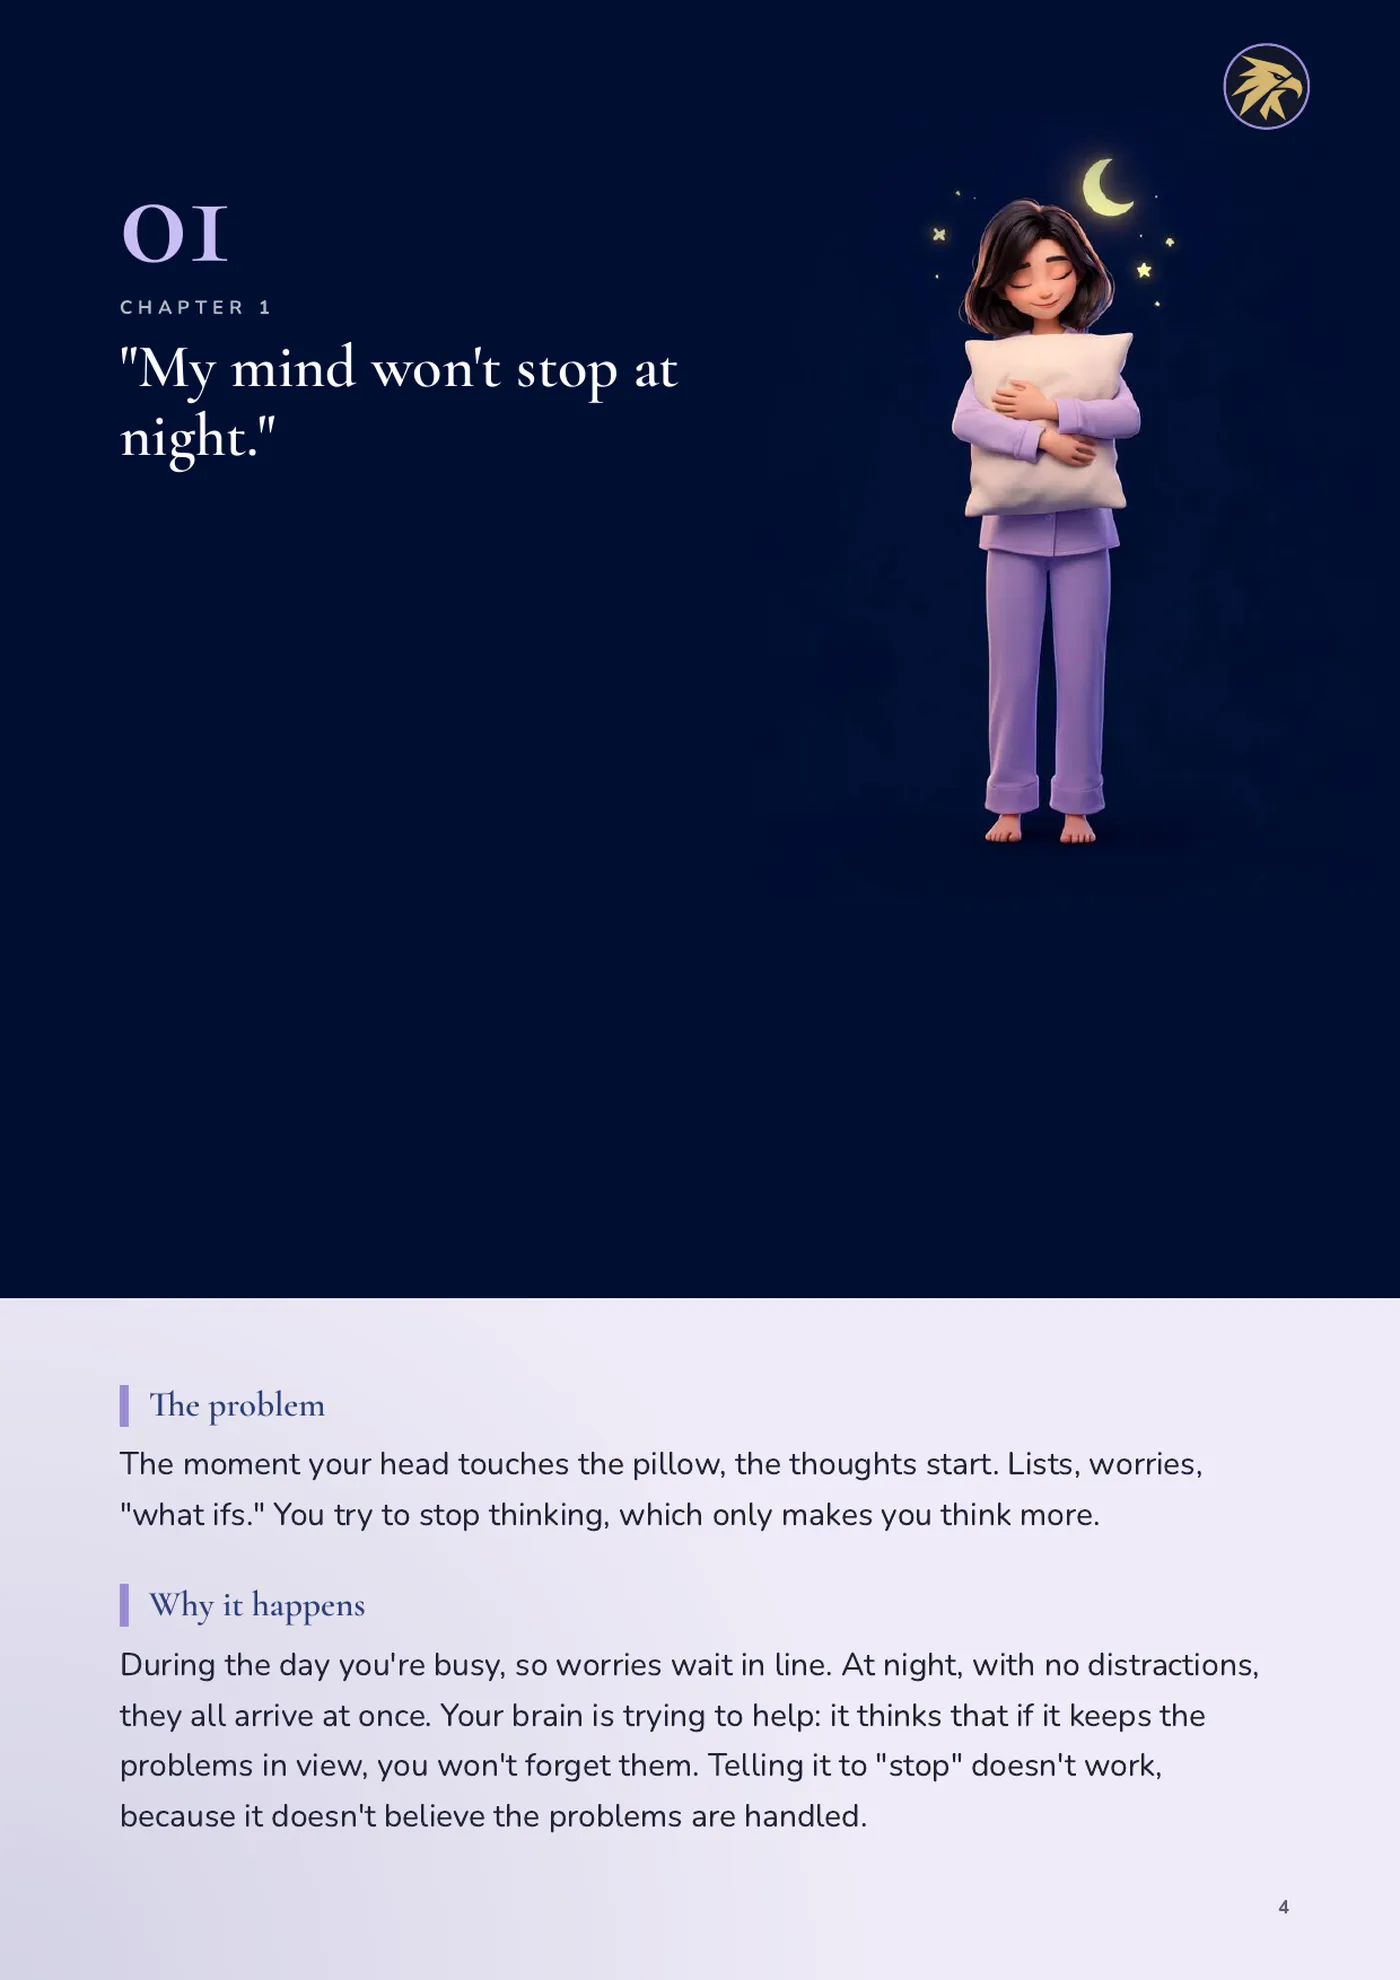 01
CHAPTER 1
"My mind won't stop at
night."
The problem
The moment your head touches the pillow, the thoughts start. Lists, worries,
"what ifs." You try to stop thinking, which only makes you think more.
Why it happens
During the day you're busy, so worries wait in line. At night, with no distractions,
they all arrive at once. Your brain is trying to help: it thinks that if it keeps the
problems in view, you won't forget them. Telling it to "stop" doesn't work,
because it doesn't believe the problems are handled.
4